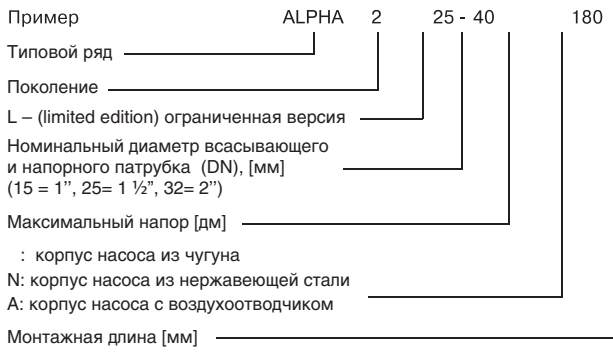 Пример ALPHA 2 25 - 40 180
Типовой ряд
Поколение
L – (limited edition) ограниченная версия
Номинальный диаметр всасывающего
и напорного патрубка (DN), [мм]
(15 = 1’’, 25= 1 ½”, 32= 2’’)
Максимальный напор [дм]
: корпус насоса из чугуна
N: корпус насоса из нержавеющей стали
A: корпус насоса с воздухоотводчиком
Монтажная длина [мм]